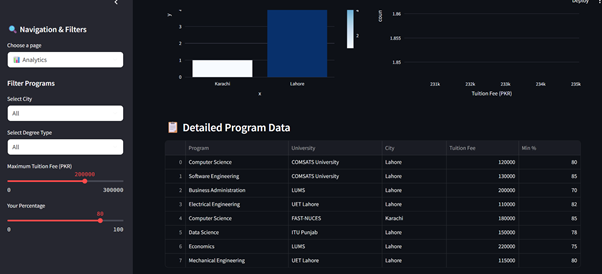 Deploy
🔍 Navigation & Filters
Choose a page
📊 Analytics
Filter Programs
Select City
All
Select Degree Type
All
Maximum Tuition Fee (PKR)
200000
0 300000
Your Percentage
80
0 100
y
4
3
2
1
0
Karachi Lahore
x
2
count
1.86
1.855
1.85
231k 232k 233k 234k 235k
Tuition Fee (PKR)
📋 Detailed Program Data
Program University City Tuition Fee Min %
0 Computer Science COMSATS University Lahore 120000 80
1 Software Engineering COMSATS University Lahore 130000 85
2 Business Administration LUMS Lahore 200000 70
3 Electrical Engineering UET Lahore Lahore 110000 82
4 Computer Science FAST-NUCES Karachi 180000 85
5 Data Science ITU Punjab Lahore 150000 78
6 Economics LUMS Lahore 220000 75
7 Mechanical Engineering UET Lahore Lahore 115000 80